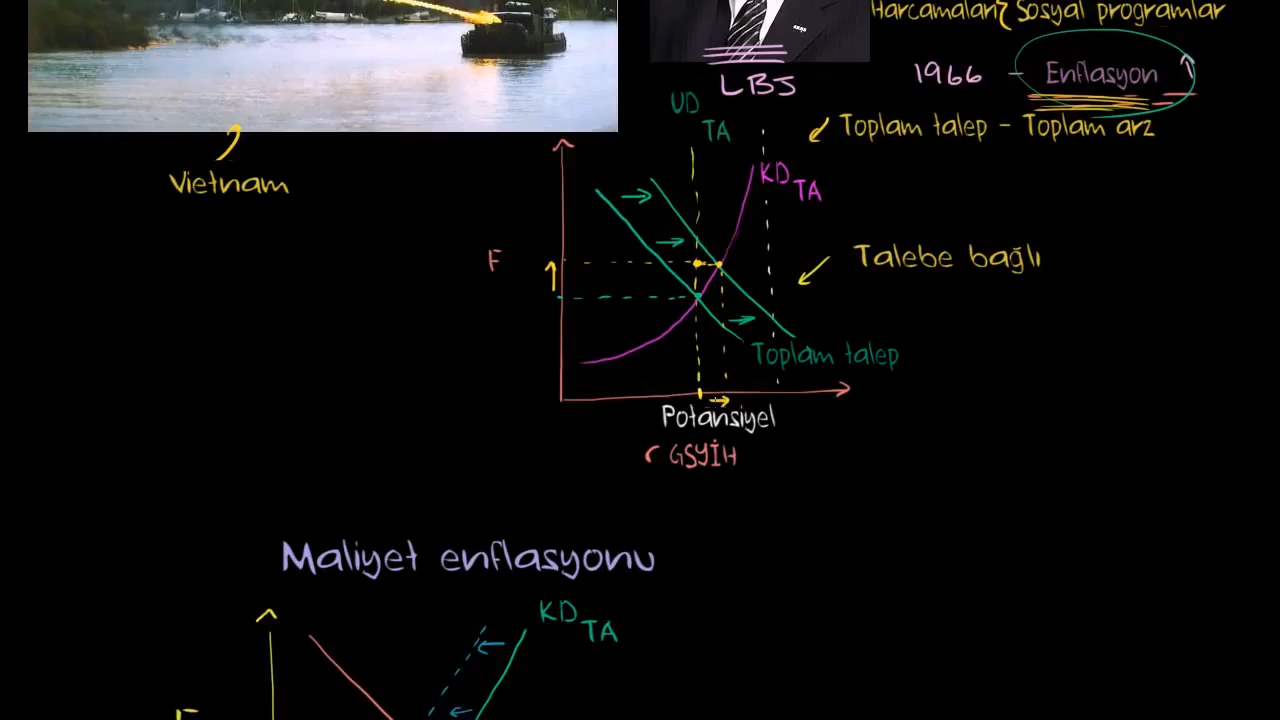 Harcamaları { Sosyal programlar
1966 - Enflasyon
LBJ
UD TA
Toplam talep - Toplam arz
Vietnam
KD TA
F
Talebe bağlı
Toplam talep
Potansiyel
GSYİH
Maliyet enflasyonu
KD TA
F